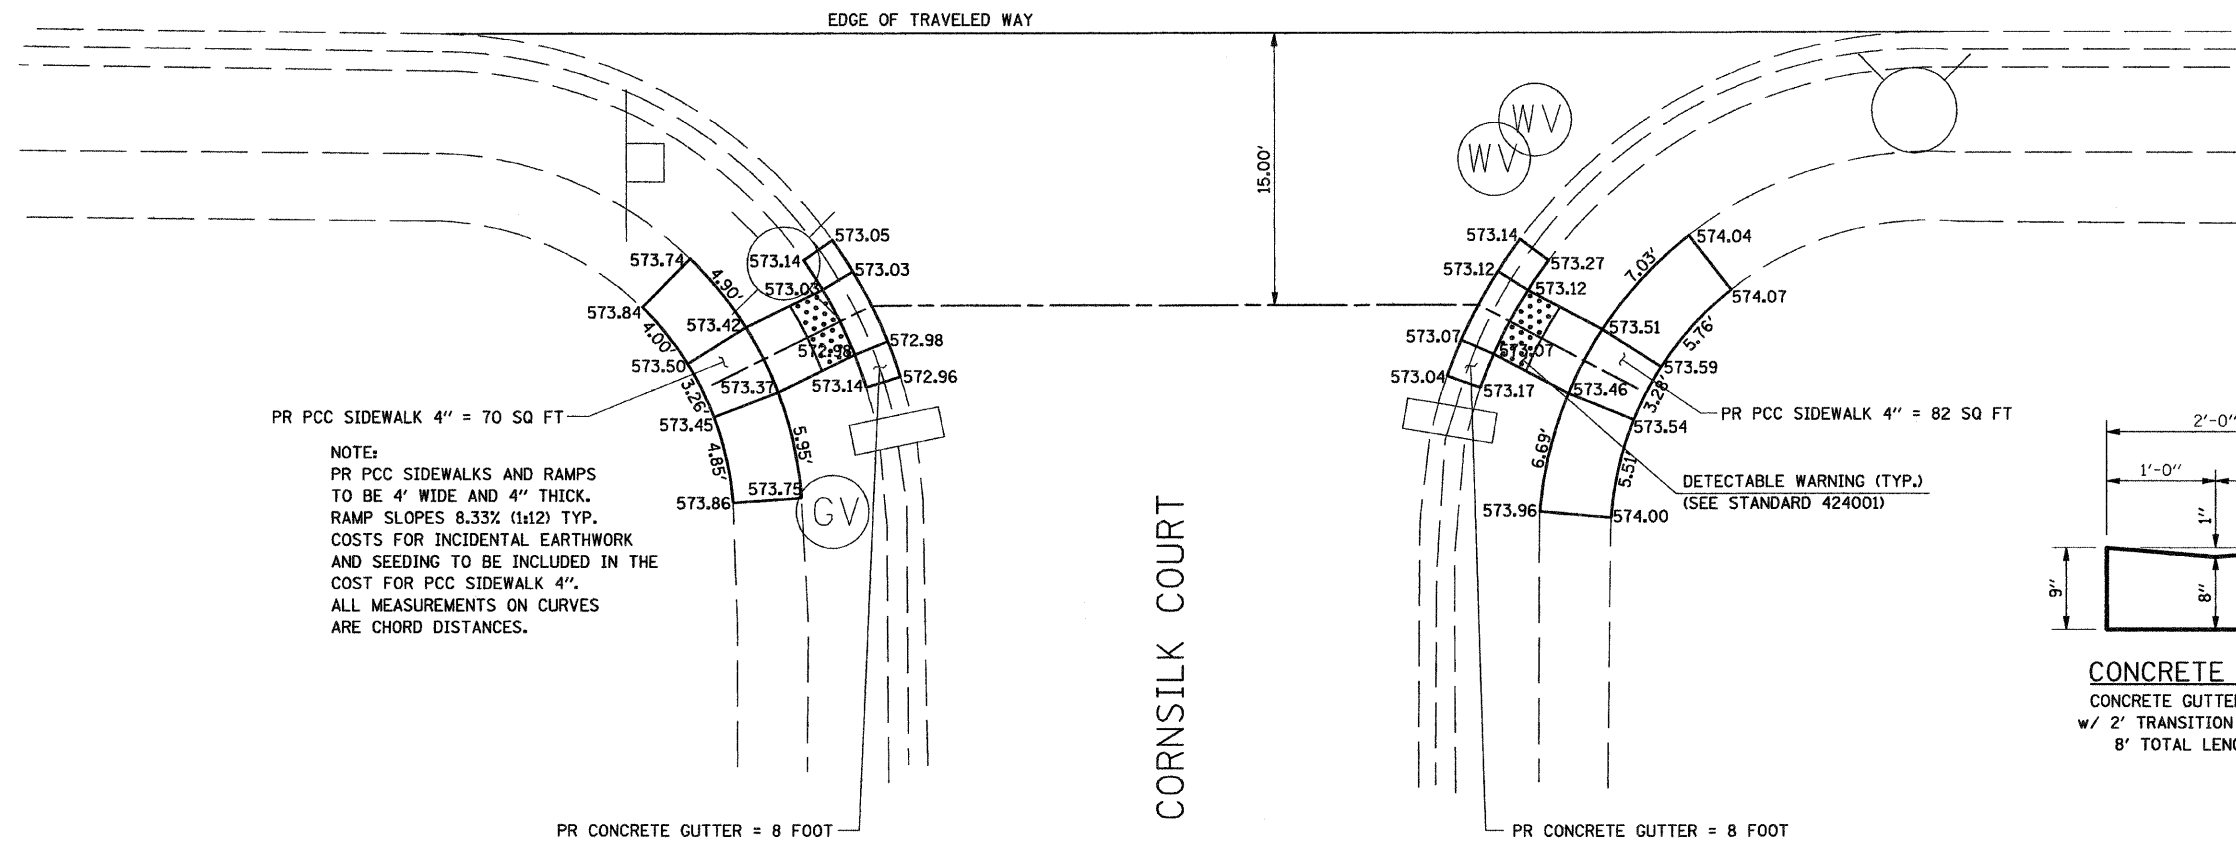 EDGE OF TRAVELED WAY
15.00'
WV
WV
573.05
573.14
573.03
573.03
573.74
573.84
4.90'
4.00'
573.42
573.50
572.98
572.98
573.37
573.14
572.96
3.26'
573.45
4.85'
5.95'
573.75
573.86
GV
PR PCC SIDEWALK 4" = 70 SQ FT
NOTE:
PR PCC SIDEWALKS AND RAMPS
TO BE 4' WIDE AND 4" THICK.
RAMP SLOPES 8.33% (1:12) TYP.
COSTS FOR INCIDENTAL EARTHWORK
AND SEEDING TO BE INCLUDED IN THE
COST FOR PCC SIDEWALK 4".
ALL MEASUREMENTS ON CURVES
ARE CHORD DISTANCES.
PR CONCRETE GUTTER = 8 FOOT
CORNSILK COURT
573.14
573.27
573.12
573.12
574.04
7.03'
574.07
573.51
5.76'
573.07
573.07
573.59
573.04
573.17
573.46
3.28'
573.54
6.69'
5.51'
573.96
574.00
PR PCC SIDEWALK 4" = 82 SQ FT
DETECTABLE WARNING (TYP.)
(SEE STANDARD 424001)
PR CONCRETE GUTTER = 8 FOOT
2'-0"
1'-0"
1"
9"
8"
CONCRETE
CONCRETE GUTTE
w/ 2' TRANSITION
8' TOTAL LEN